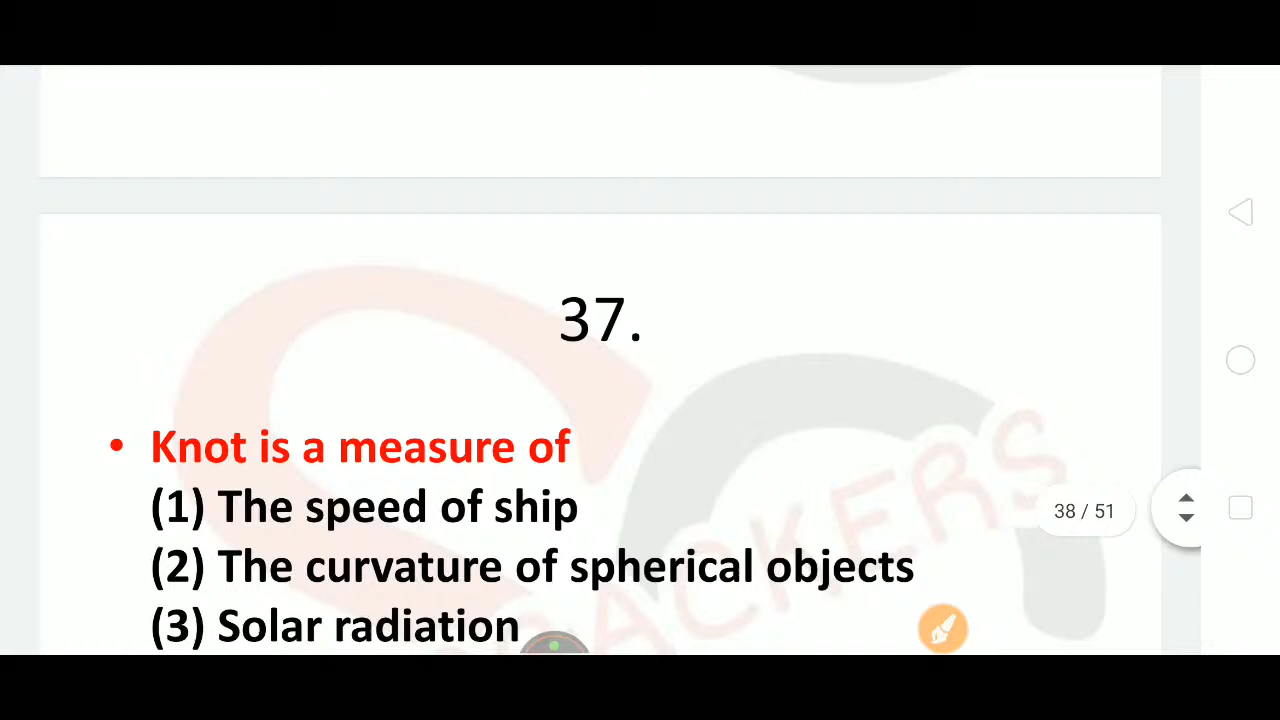 37.
• Knot is a measure of
(1) The speed of ship
(2) The curvature of spherical objects
(3) Solar radiation
38 / 51
CRACKERS